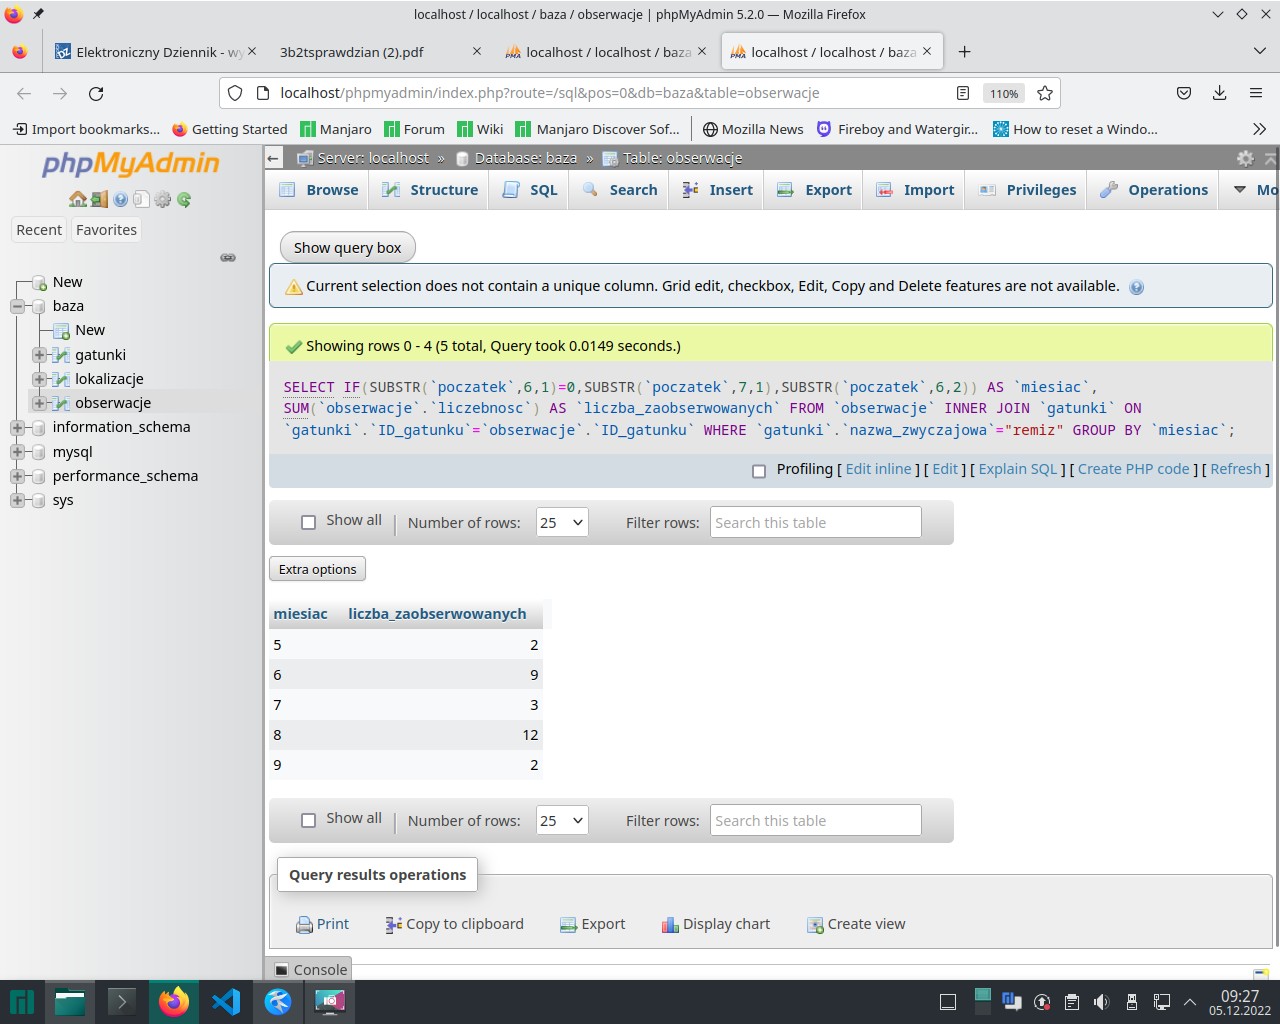 localhost / localhost / baza / obserwacje | phpMyAdmin 5.2.0 — Mozilla Firefox
Elektroniczny Dziennik - wy
3b2tsprawdzian (2).pdf
localhost / localhost / baza
localhost / localhost / baza
localhost/phpmyadmin/index.php?route=/sql&pos=0&db=baza&table=obserwacje
110%
Import bookmarks...
Getting Started
Manjaro
Forum
Wiki
Manjaro Discover Sof...
Mozilla News
Fireboy and Watergir...
How to reset a Windo...
phpMyAdmin
Recent
Favorites
New
baza
New
gatunki
lokalizacje
obserwacje
information_schema
mysql
performance_schema
sys
Server: localhost » Database: baza » Table: obserwacje
Browse
Structure
SQL
Search
Insert
Export
Import
Privileges
Operations
Mo
Show query box
Current selection does not contain a unique column. Grid edit, checkbox, Edit, Copy and Delete features are not available.
Showing rows 0 - 4 (5 total, Query took 0.0149 seconds.)
SELECT IF(SUBSTR(`poczatek`,6,1)=0,SUBSTR(`poczatek`,7,1),SUBSTR(`poczatek`,6,2)) AS `miesiac`,
SUM(`obserwacje`.`liczebnosc`) AS `liczba_zaobserwowanych` FROM `obserwacje` INNER JOIN `gatunki` ON
`gatunki`.`ID_gatunku`=`obserwacje`.`ID_gatunku` WHERE `gatunki`.`nazwa_zwyczajowa`="remiz" GROUP BY `miesiac`;
Profiling [ Edit inline ] [ Edit ] [ Explain SQL ] [ Create PHP code ] [ Refresh ]
Show all
Number of rows: 25
Filter rows: Search this table
Extra options
miesiac liczba_zaobserwowanych
5 2
6 9
7 3
8 12
9 2
Show all
Number of rows: 25
Filter rows: Search this table
Query results operations
Print
Copy to clipboard
Export
Display chart
Create view
Console
09:27
05.12.2022